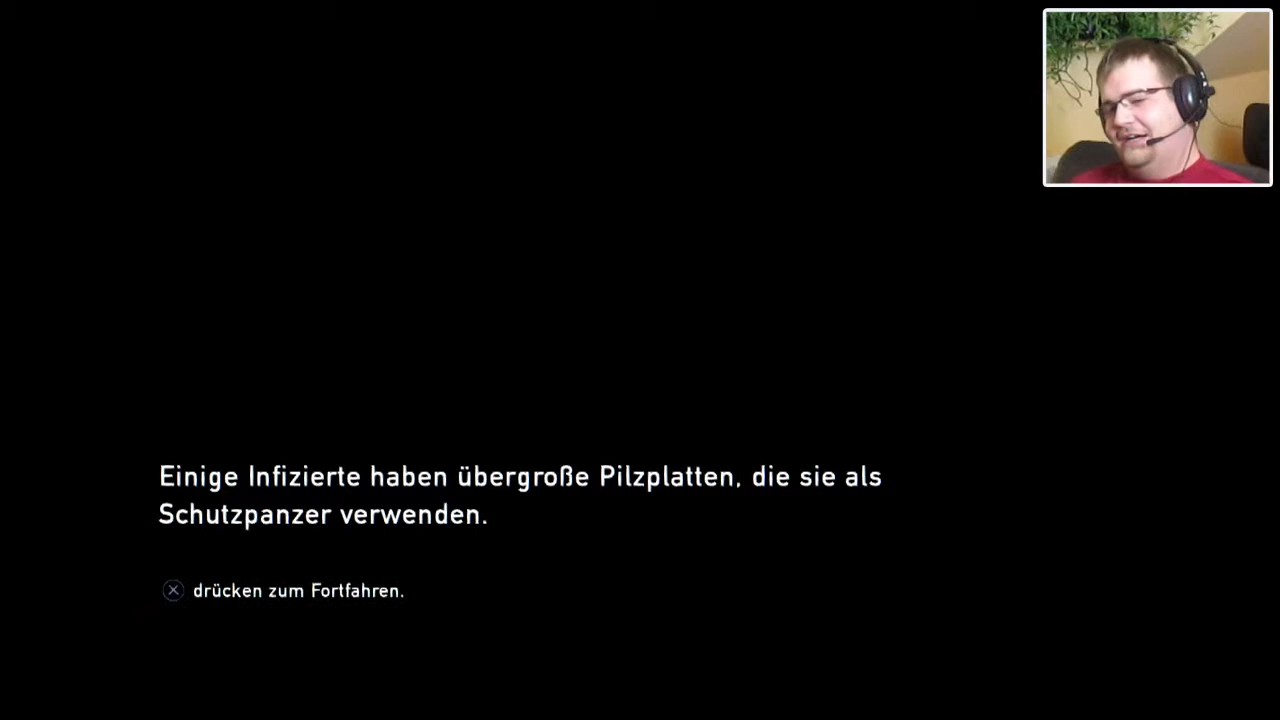 Einige Infizierte haben übergroße Pilzplatten, die sie als
Schutzpanzer verwenden.
drücken zum Fortfahren.